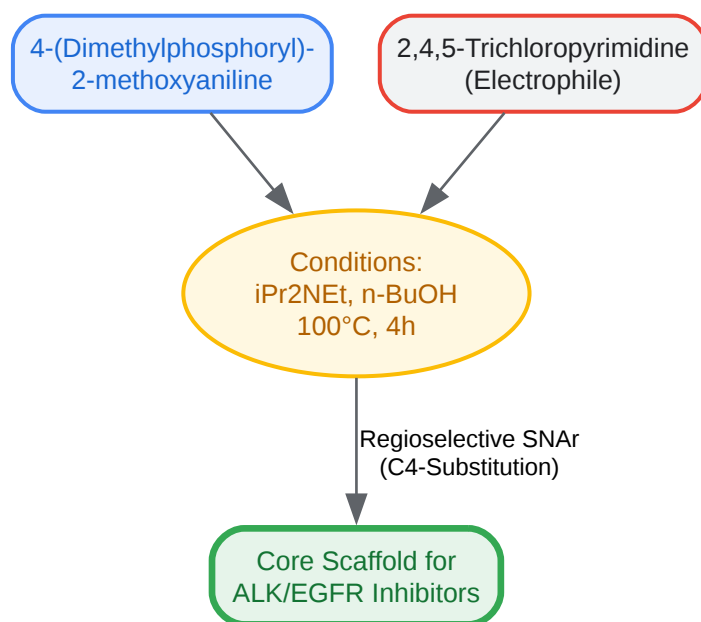 4-(Dimethylphosphoryl)-
2-methoxyaniline
2,4,5-Trichloropyrimidine
(Electrophile)
Conditions:
iPr2NEt, n-BuOH
100°C, 4h
Regioselective SNAr
(C4-Substitution)
Core Scaffold for
ALK/EGFR Inhibitors